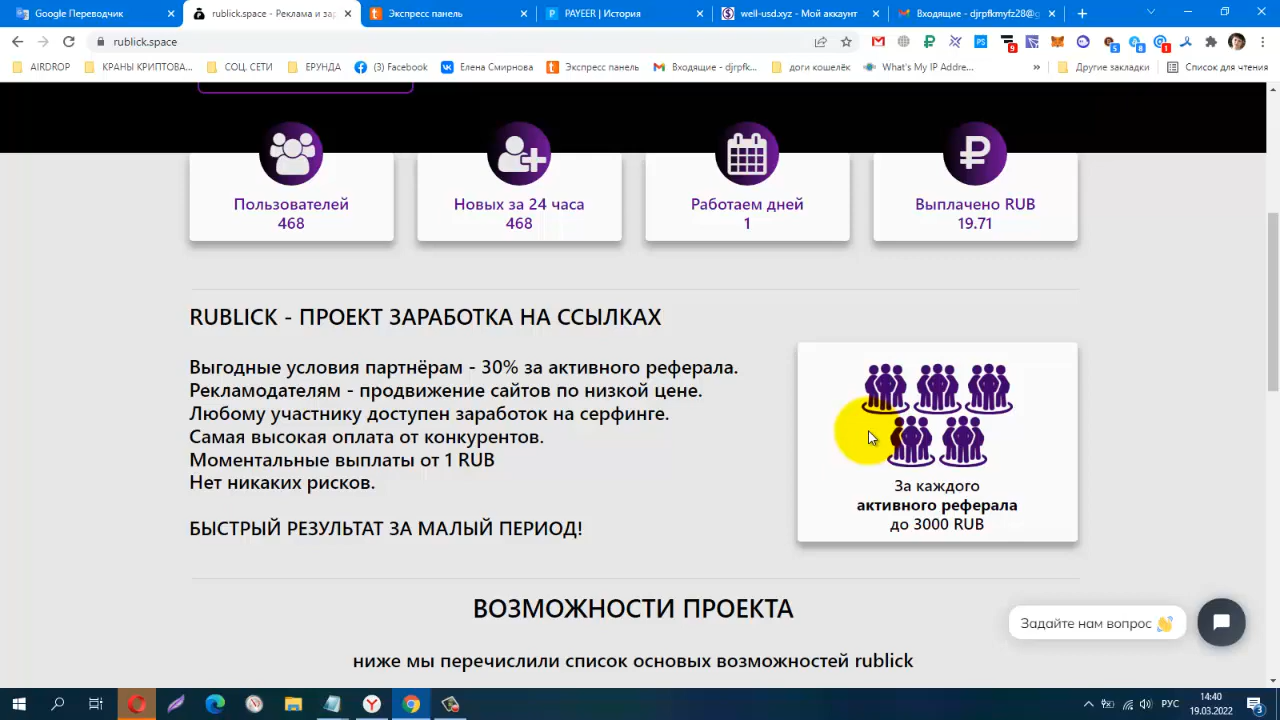 Google Переводчик
rublick.space - Реклама и зар
Экспресс панель
PAYEER | История
well-usd.xyz - Мой аккаунт
Входящие - djrpfkmyfz28@g
rublick.space
9
5
8
1
AIRDROP
КРАНЫ КРИПТОВА...
СОЦ. СЕТИ
ЕРУНДА
(3) Facebook
Елена Смирнова
Экспресс панель
Входящие - djrpfk...
доги кошелёк
What's My IP Addre...
»
Другие закладки
Список для чтения
Пользователей
468
Новых за 24 часа
468
Работаем дней
1
Выплачено RUB
19.71
RUBLICK - ПРОЕКТ ЗАРАБОТКА НА ССЫЛКАХ
Выгодные условия партнёрам - 30% за активного реферала.
Рекламодателям - продвижение сайтов по низкой цене.
Любому участнику доступен заработок на серфинге.
Самая высокая оплата от конкурентов.
Моментальные выплаты от 1 RUB
Нет никаких рисков.
БЫСТРЫЙ РЕЗУЛЬТАТ ЗА МАЛЫЙ ПЕРИОД!
За каждого
активного реферала
до 3000 RUB
ВОЗМОЖНОСТИ ПРОЕКТА
ниже мы перечислили список основых возможностей rublick
Задайте нам вопрос 👋
РУС
14:40
19.03.2022
3